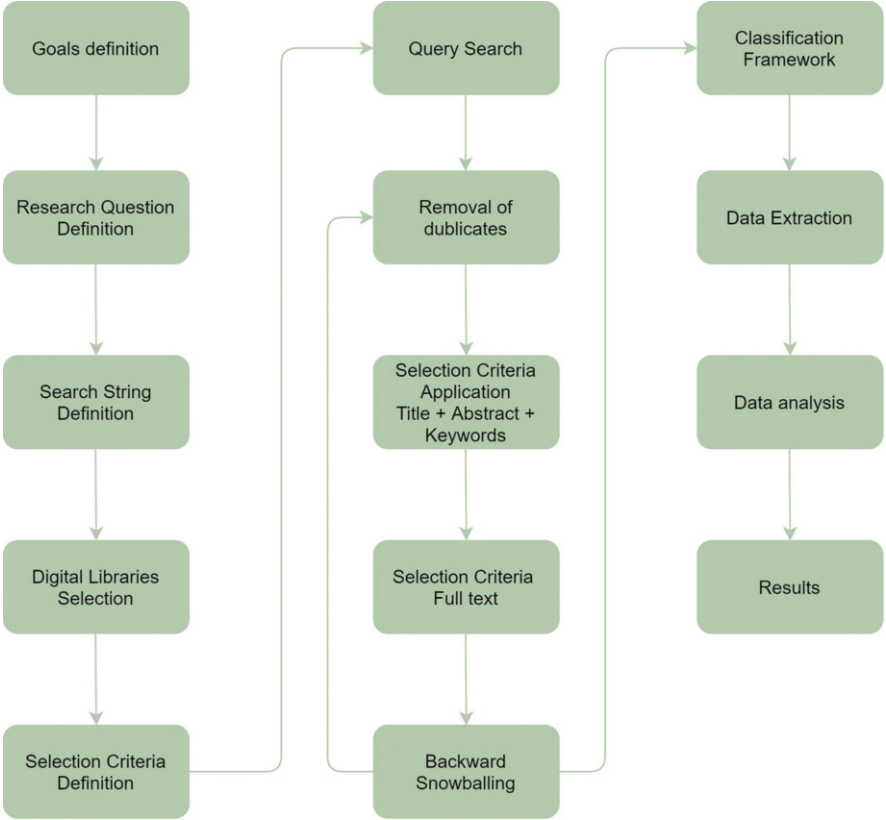 Goals definition
Research Question
Definition
Search String
Definition
Digital Libraries
Selection
Selection Criteria
Definition
Query Search
Removal of
dublicates
Selection Criteria
Application
Title + Abstract +
Keywords
Selection Criteria
Full text
Backward
Snowballing
Classification
Framework
Data Extraction
Data analysis
Results